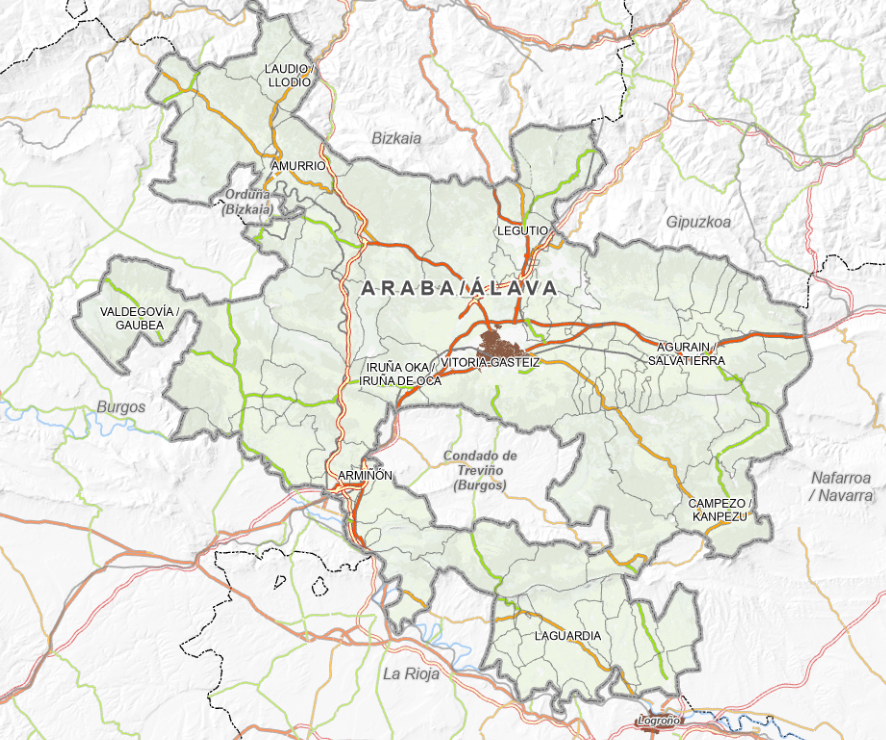 LAUDIO /
LLODIO
Bizkaia
AMURRIO
Orduña
(Bizkaia)
Gipuzkoa
LEGUTIO
ARABA/ÁLAVA
VALDEGOVÍA /
GAUBEA
AGURAIN /
SALVATIERRA
IRUÑA OKA /
IRUÑA DE OCA
VITORIA-GASTEIZ
Burgos
Condado de
Treviño
(Burgos)
ARMIÑÓN
Nafarroa
/ Navarra
CAMPEZO /
KANPEZU
LAGUARDIA
La Rioja
Logroño